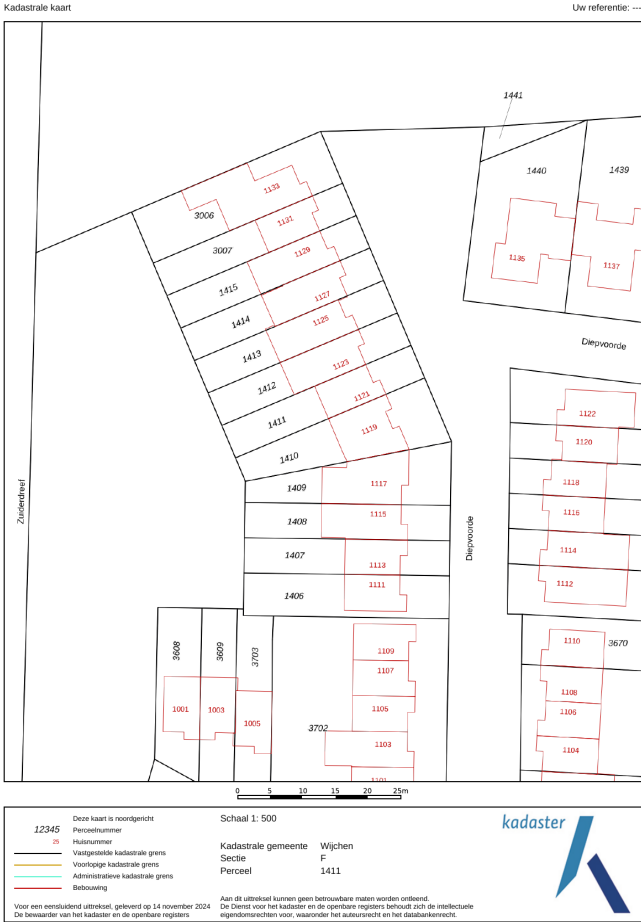 Kadastrale kaart Uw referentie: ---
1441
1440 1439
1133
3006
1131
3007
1129
1135
1137
1415
1127
1414
1125
Diepvoorde
1413
1123
1412
1121
1122
1411
1119
1120
1410
1409 1117 1118
Zuiderdreef
1408 1115 1116
Diepvoorde
1407 1113 1114
1111 1112
1406
3608 3609 3703 1109 1110 3670
1107
1108
1001 1003 1105 1106
1005
3702
1103 1104
1101
0 5 10 15 20 25m
Deze kaart is noordgericht
12345 Perceelnummer
25 Huisnummer
Vastgestelde kadastrale grens
Voorlopige kadastrale grens
Administratieve kadastrale grens
Bebouwing
Voor een eensluidend uittreksel, geleverd op 14 november 2024
De bewaarder van het kadaster en de openbare registers
Schaal 1: 500
Kadastrale gemeente Wijchen
Sectie F
Perceel 1411
Aan dit uittreksel kunnen geen betrouwbare maten worden ontleend.
De Dienst voor het kadaster en de openbare registers behoudt zich de intellectuele
eigendomsrechten voor, waaronder het auteursrecht en het databankenrecht.
kadaster